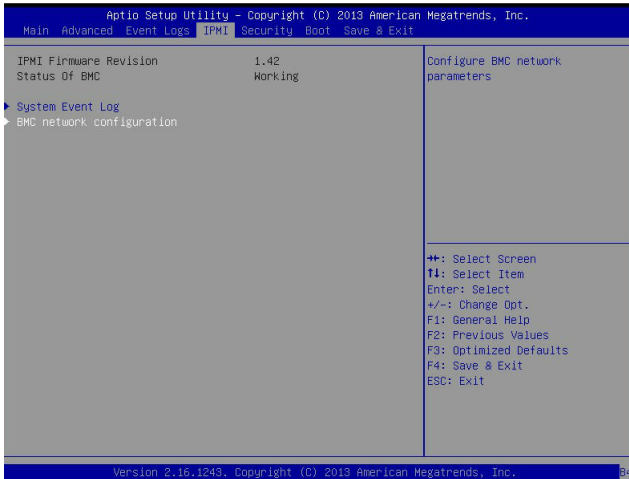 Aptio Setup Utility – Copyright (C) 2013 American Megatrends, Inc.
Main Advanced Event Logs IPMI Security Boot Save & Exit
IPMI Firmware Revision 1.42
Status Of BMC Working
System Event Log
BMC network configuration
Configure BMC network
parameters
→←: Select Screen
↑↓: Select Item
Enter: Select
+/-: Change Opt.
F1: General Help
F2: Previous Values
F3: Optimized Defaults
F4: Save & Exit
ESC: Exit
Version 2.16.1243. Copyright (C) 2013 American Megatrends, Inc.